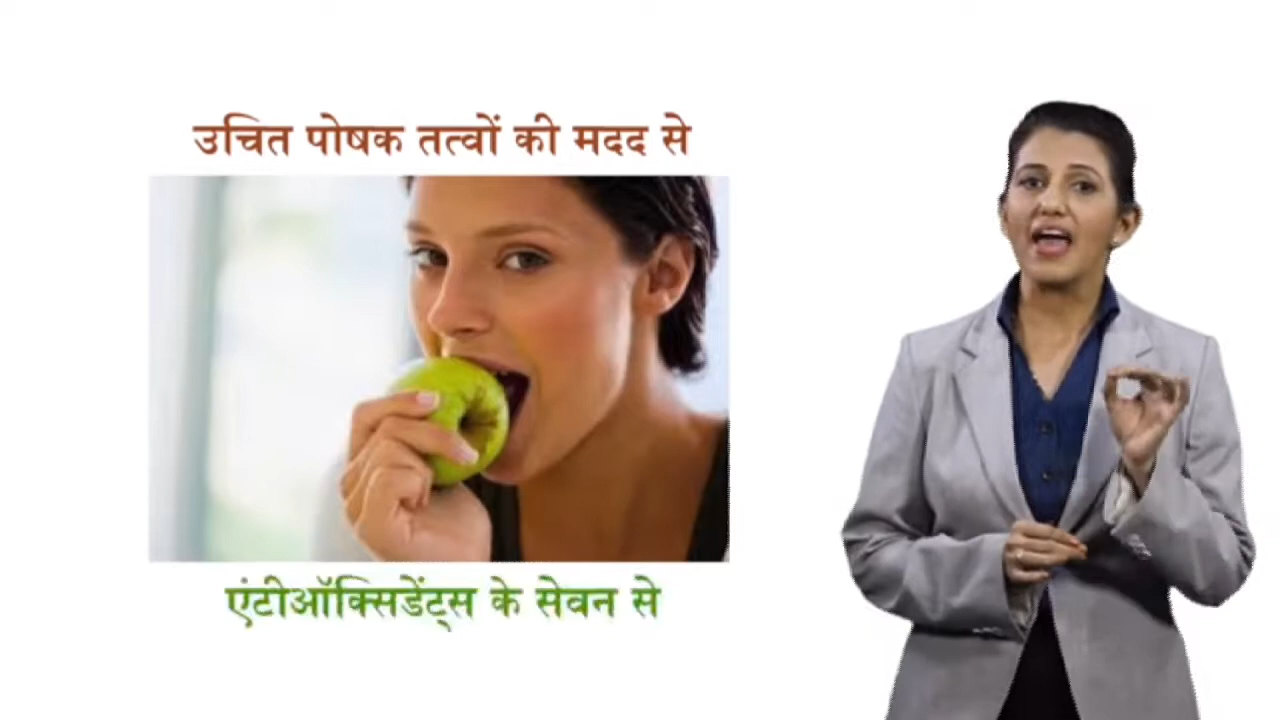 उचित पोषक तत्वों की मदद से
एंटीऑक्सिडेंट्स के सेवन से